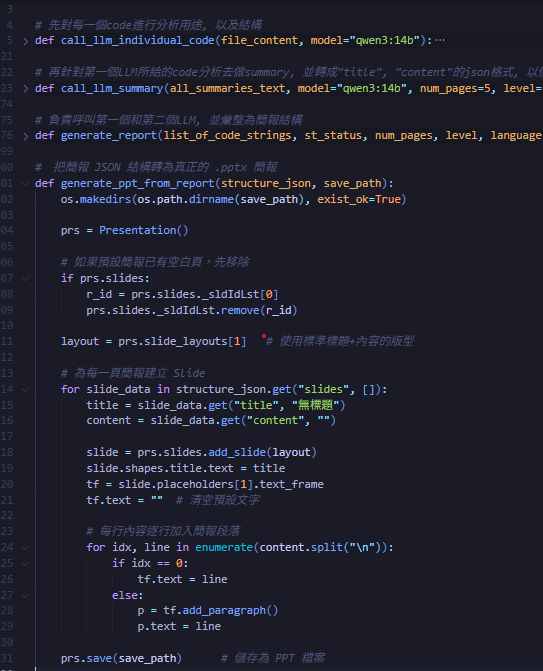 3
4 # 先對每一個code進行分析用途, 以及結構
5 def call_llm_individual_code(file_content, model="qwen3:14b"):…
21
22 # 再針對第一個LLM所給的code分析去做summary, 並轉成"title", "content"的json格式, 以
23 def call_llm_summary(all_summaries_text, model="qwen3:14b", num_pages=5, level=
74
75 # 負責呼叫第一個和第二個LLM, 並彙整為簡報結構
76 def generate_report(list_of_code_strings, st_status, num_pages, level, language
99
00 # 把簡報 JSON 結構轉為真正的 .pptx 簡報
01 def generate_ppt_from_report(structure_json, save_path):
02 os.makedirs(os.path.dirname(save_path), exist_ok=True)
03
04 prs = Presentation()
05
06 # 如果預設簡報已有空白頁，先移除
07 if prs.slides:
08 r_id = prs.slides._sldIdLst[0]
09 prs.slides._sldIdLst.remove(r_id)
10
11 layout = prs.slide_layouts[1] # 使用標準標題+內容的版型
12
13 # 為每一頁簡報建立 Slide
14 for slide_data in structure_json.get("slides", []):
15 title = slide_data.get("title", "無標題")
16 content = slide_data.get("content", "")
17
18 slide = prs.slides.add_slide(layout)
19 slide.shapes.title.text = title
20 tf = slide.placeholders[1].text_frame
21 tf.text = "" # 清空預設文字
22
23 # 每行內容逐行加入簡報段落
24 for idx, line in enumerate(content.split("\n")):
25 if idx == 0:
26 tf.text = line
27 else:
28 p = tf.add_paragraph()
29 p.text = line
30
31 prs.save(save_path) # 儲存為 PPT 檔案